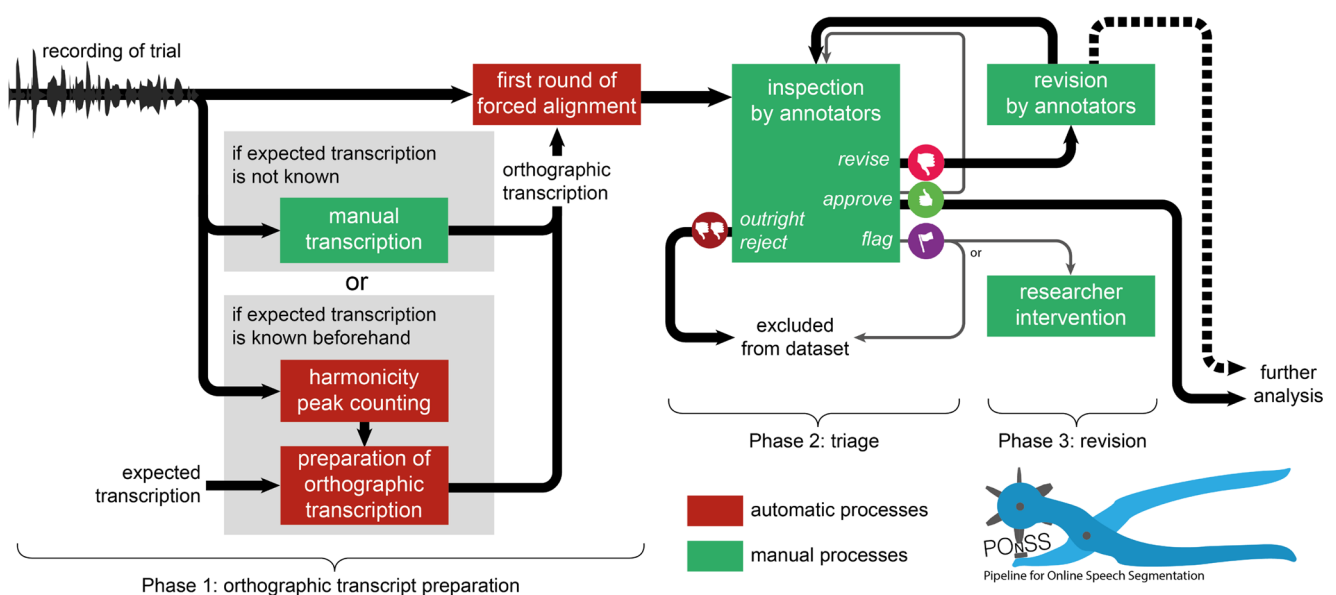 recording of trial
first round of
forced alignment
if expected transcription
is not known
manual
transcription
orthographic
transcription
or
if expected transcription
is known beforehand
harmonicity
peak counting
expected
transcription
preparation of
orthographic
transcription
Phase 1: orthographic transcript preparation
inspection
by annotators
revise
approve
outright
reject
flag
or
excluded
from dataset
revision
by annotators
researcher
intervention
further
analysis
Phase 2: triage
Phase 3: revision
automatic processes
manual processes
PONSS
Pipeline for Online Speech Segmentation